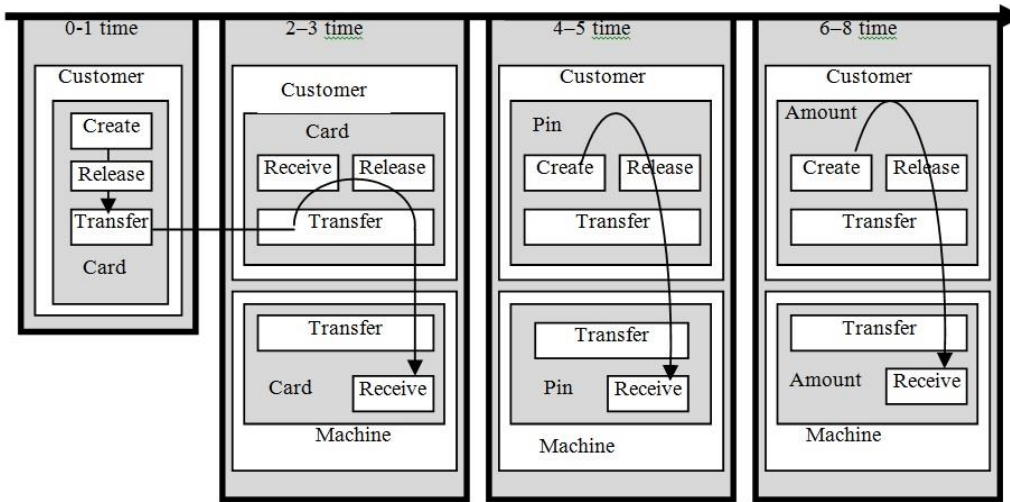 0-1 time
Customer
Create
Release
Transfer
Card
2–3 time
Customer
Card
Receive Release
Transfer
Transfer
Card Receive
Machine
4–5 time
Customer
Pin
Create Release
Transfer
Transfer
Pin Receive
Machine
6–8 time
Customer
Amount
Create Release
Transfer
Transfer
Amount Receive
Machine